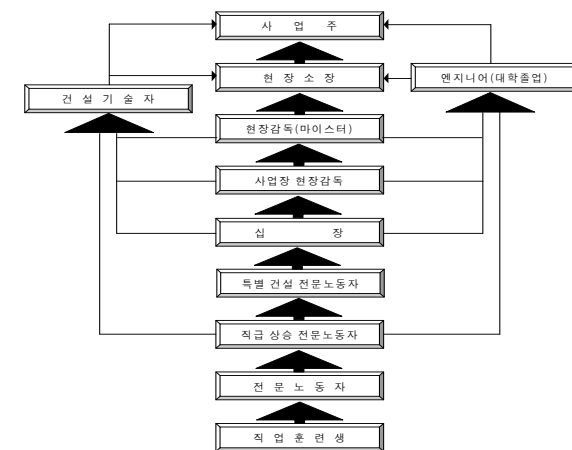 사 업 주
현 장 소 장
엔지니어(대학졸업)
건 설 기 술 자
현장감독(마이스터)
사업장 현장감독
십 장
특별 건설 전문노동자
직급 상승 전문노동자
전 문 노 동 자
직 업 훈 련 생